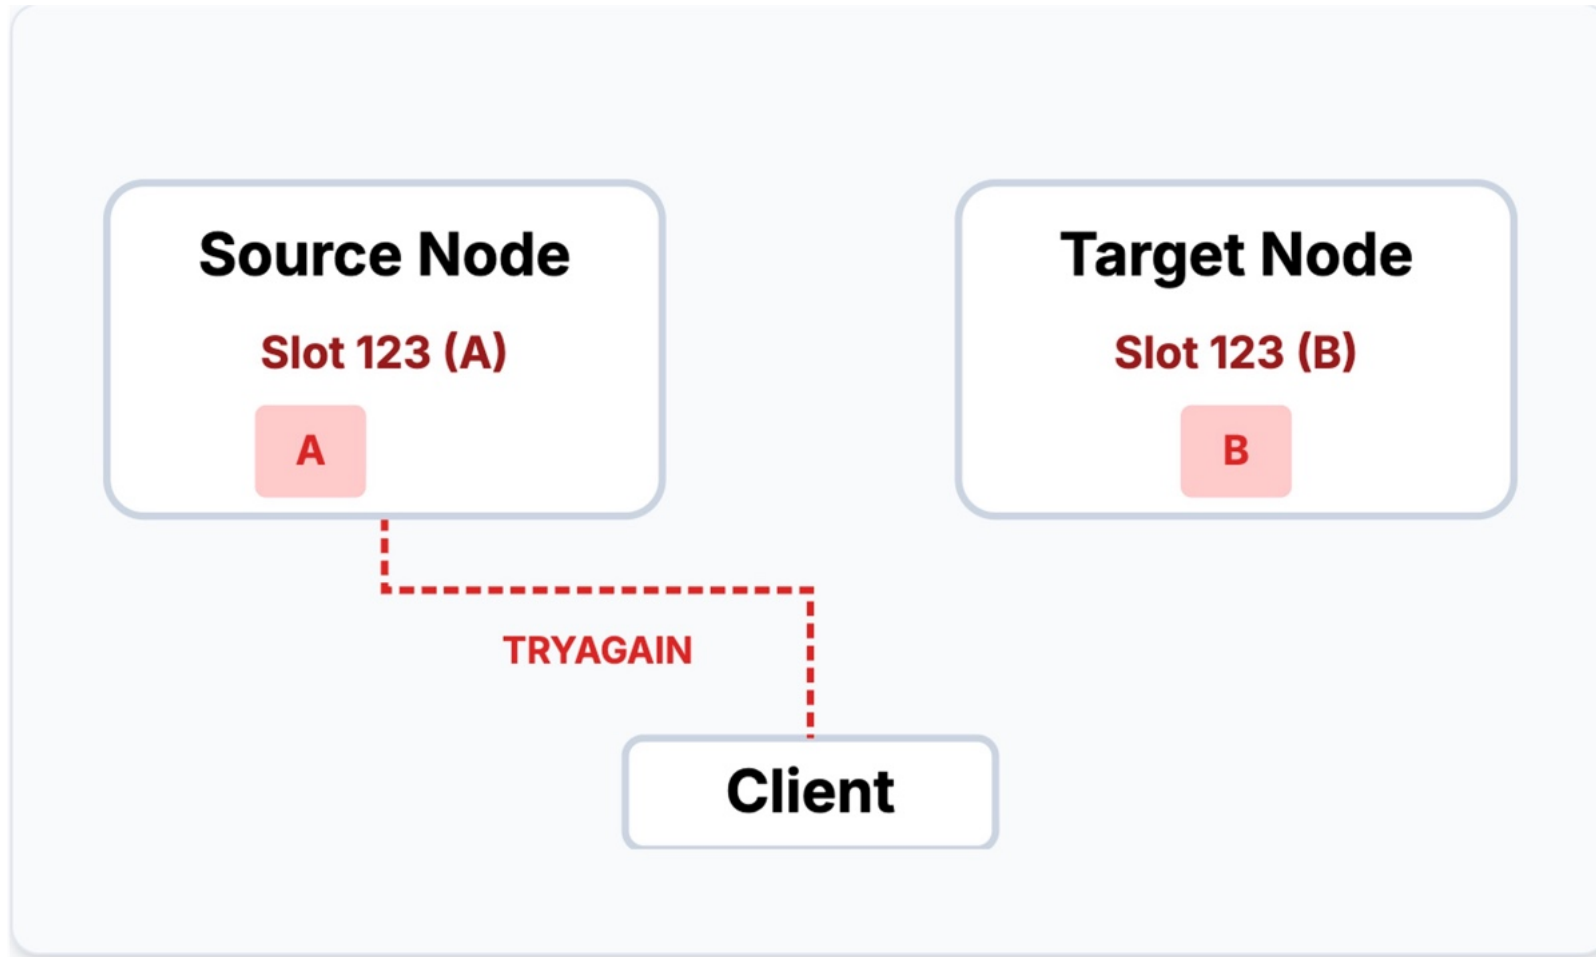 Source Node
Slot 123 (A)
A
Target Node
Slot 123 (B)
B
TRYAGAIN
Client